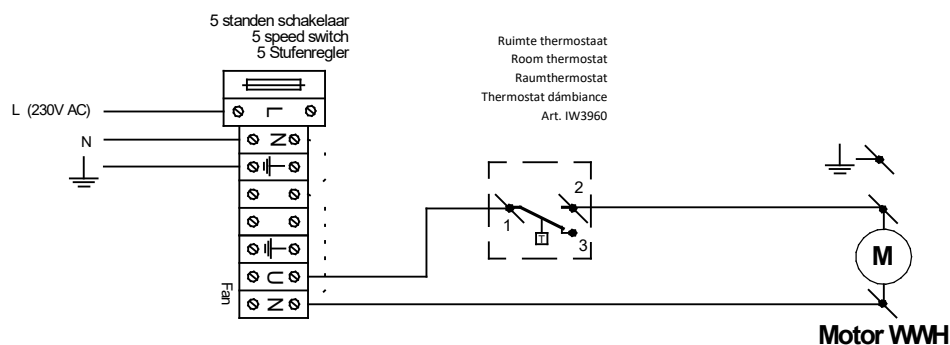 5 standen schakelaar
5 speed switch
5 Stufenregler
Ruimte thermostaat
Room thermostat
Raumthermostat
Thermostat dámbiance
Art. IW3960
L (230V AC)
L
N
N
2
1
T
3
M
U
Fan
N
Motor WWH